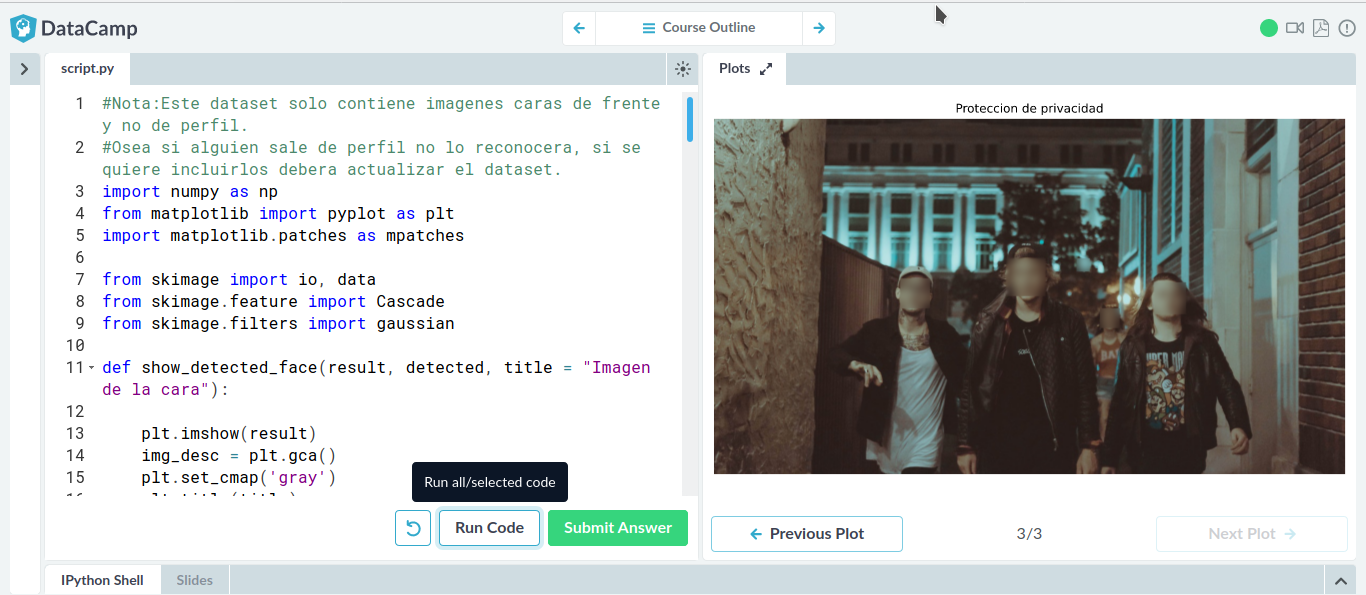 DataCamp
Course Outline
script.py
Plots
1 #Nota:Este dataset solo contiene imagenes caras de frente
y no de perfil.
2 #Osea si alguien sale de perfil no lo reconocera, si se
quiere incluirlos debera actualizar el dataset.
3 import numpy as np
4 from matplotlib import pyplot as plt
5 import matplotlib.patches as mpatches
6
7 from skimage import io, data
8 from skimage.feature import Cascade
9 from skimage.filters import gaussian
10
11 def show_detected_face(result, detected, title = "Imagen
de la cara"):
12
13 plt.imshow(result)
14 img_desc = plt.gca()
15 plt.set_cmap('gray')
Run all/selected code
Run Code
Submit Answer
Proteccion de privacidad
Previous Plot
3/3
Next Plot
IPython Shell
Slides